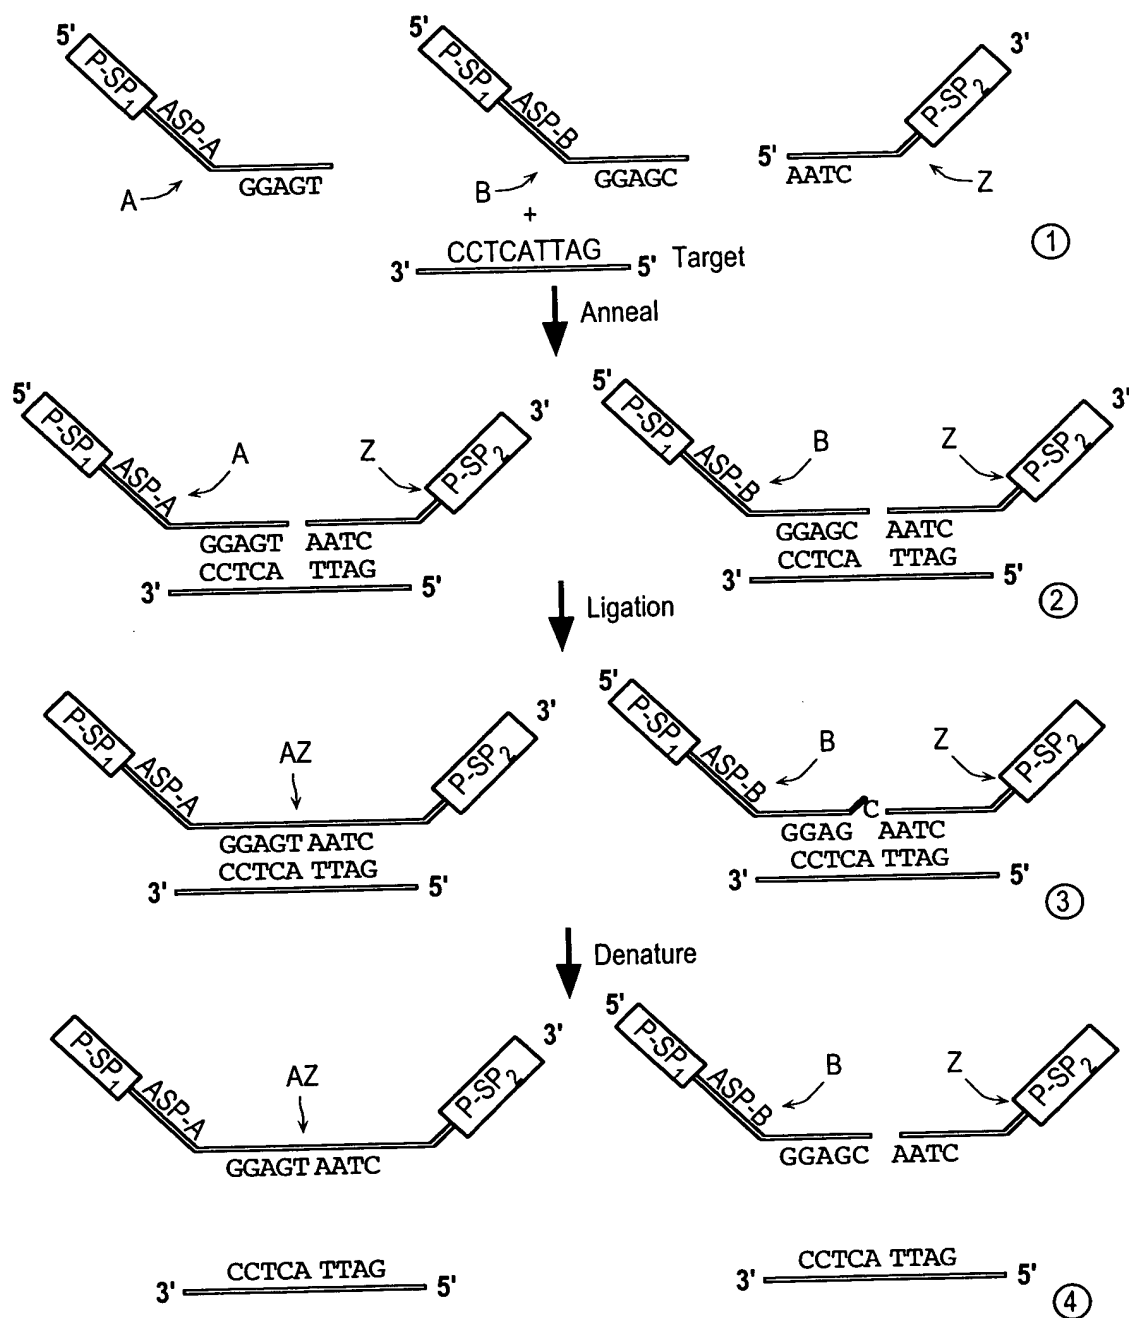 5' 5' 3'
P-SP1 P-SP1 P-SP2
ASP-A ASP-B
5'
GGAGT GGAGC AATC
A B Z
+
1
CCTCATTAG
3' 5' Target
Anneal
5' 3' 5' 3'
P-SP1 P-SP2 P-SP1 P-SP2
ASP-A A Z ASP-B B Z
GGAGT AATC GGAGC AATC
CCTCA TTAG CCTCA TTAG
3' 5' 3' 5'
2
Ligation
3' 5'
P-SP1 P-SP2 P-SP1 P-SP2
ASP-A AZ ASP-B B Z
C
GGAGT AATC GGAG AATC
CCTCA TTAG CCTCA TTAG
3' 5' 3' 5'
3
Denature
3' 5'
P-SP1 P-SP2 P-SP1 P-SP2
ASP-A AZ ASP-B B Z
GGAGT AATC GGAGC AATC
CCTCA TTAG CCTCA TTAG
3' 5' 3' 5'
4